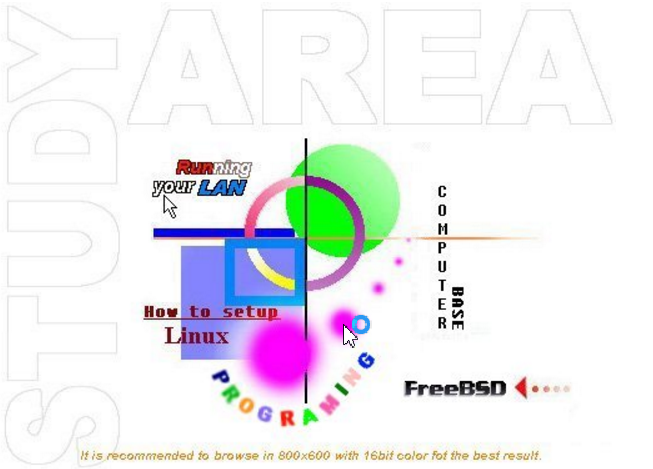 STUDY
AREA
Running
your LAN
COMPUTER
BASE
How to setup
Linux
PROGRAMING
FreeBSD
It is recommended to browse in 800x600 with 16bit color fot the best result.